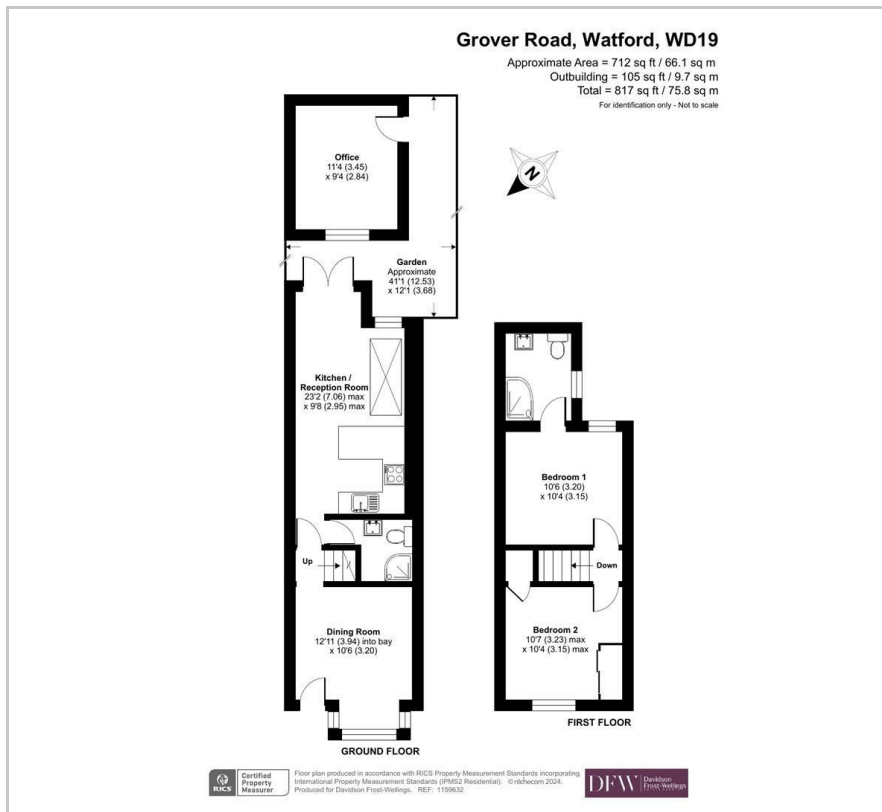 Grover Road, Watford, WD19
Approximate Area = 712 sq ft / 66.1 sq m
Outbuilding = 105 sq ft / 9.7 sq m
Total = 817 sq ft / 75.8 sq m
For identification only - Not to scale
N
Office
11'4 (3.45)
x 9'4 (2.84)
Garden
Approximate
41'1 (12.53)
x 12'1 (3.68)
Kitchen /
Reception Room
23'2 (7.06) max
x 9'8 (2.95) max
Up
Dining Room
12'11 (3.94) into bay
x 10'6 (3.20)
GROUND FLOOR
Bedroom 1
10'6 (3.20)
x 10'4 (3.15)
Down
Bedroom 2
10'7 (3.23) max
x 10'4 (3.15) max
FIRST FLOOR
RICS
Certified
Property
Measurer
Floor plan produced in accordance with RICS Property Measurement Standards incorporating
International Property Measurement Standards (IPMS2 Residential). © nichecom 2024.
Produced for Davidson Frost-Wellings. REF: 1159632
DFW
Davidson
Frost-Wellings